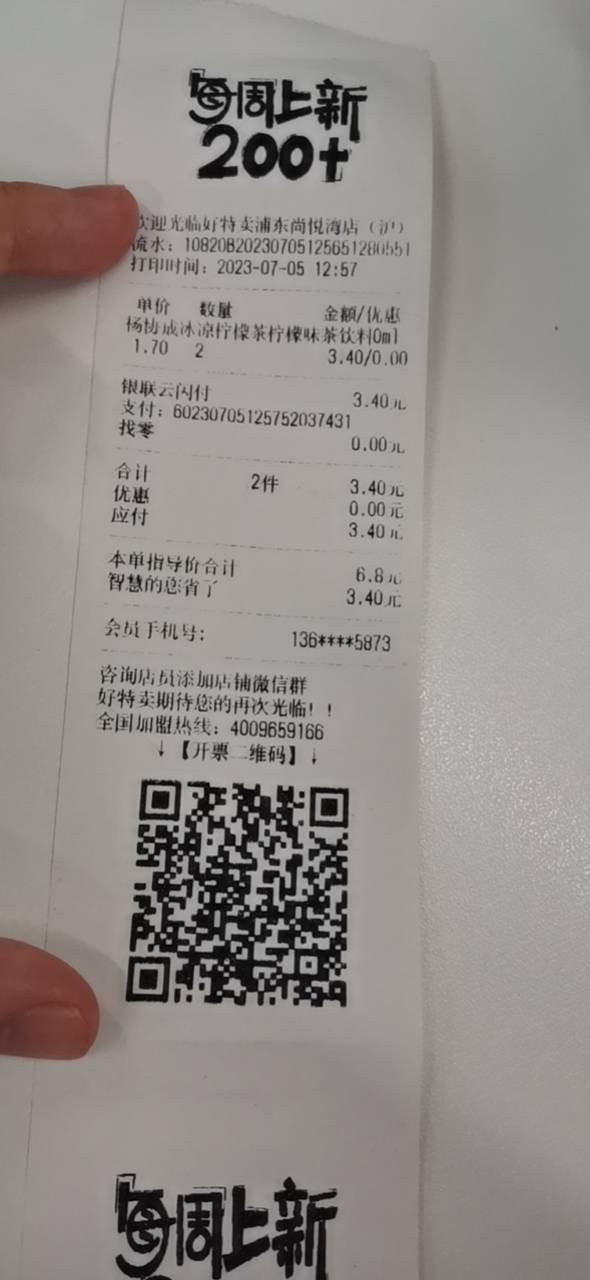 每周上新
200+
欢迎光临好特卖浦东尚悦湾店（沪）
流水：10820820230705125651280551
打印时间：2023-07-05 12:57
单价 数量 金额/优惠
杨协成冰凉柠檬茶柠檬味茶饮料0ml
1.70 2 3.40/0.00
银联云闪付 3.40元
支付：60230705125752037431
找零 0.00元
合计 2件 3.40元
优惠 0.00元
应付 3.40元
本单指导价合计 6.8元
智慧的您省了 3.40元
会员手机号： 136****5873
咨询店员添加店铺微信群
好特卖期待您的再次光临！！
全国加盟热线：4009659166
↓【开票二维码】↓
每周上新